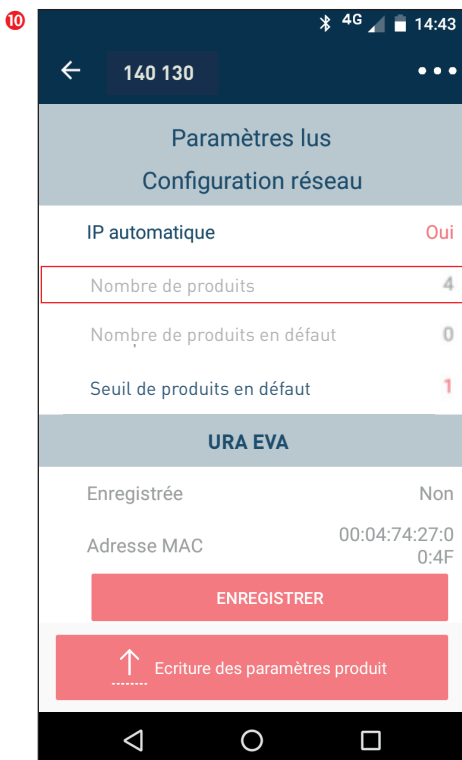 10
4G 14:43
140 130
Paramètres lus
Configuration réseau
IP automatique Oui
Nombre de produits 4
Nombre de produits en défaut 0
Seuil de produits en défaut 1
URA EVA
Enregistrée Non
Adresse MAC 00:04:74:27:0
0:4F
ENREGISTRER
Ecriture des paramètres produit